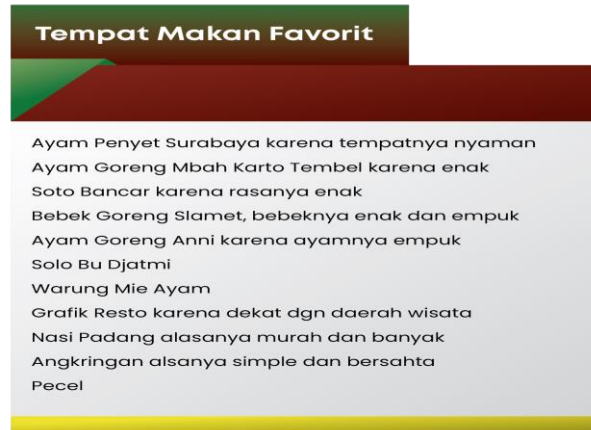 Tempat Makan Favorit
Ayam Penyet Surabaya karena tempatnya nyaman
Ayam Goreng Mbah Karto Tembel karena enak
Soto Bancar karena rasanya enak
Bebek Goreng Slamet, bebeknya enak dan empuk
Ayam Goreng Anni karena ayamnya empuk
Solo Bu Djatmi
Warung Mie Ayam
Grafik Resto karena dekat dgn daerah wisata
Nasi Padang alasanya murah dan banyak
Angkringan alsanya simple dan bersahta
Pecel